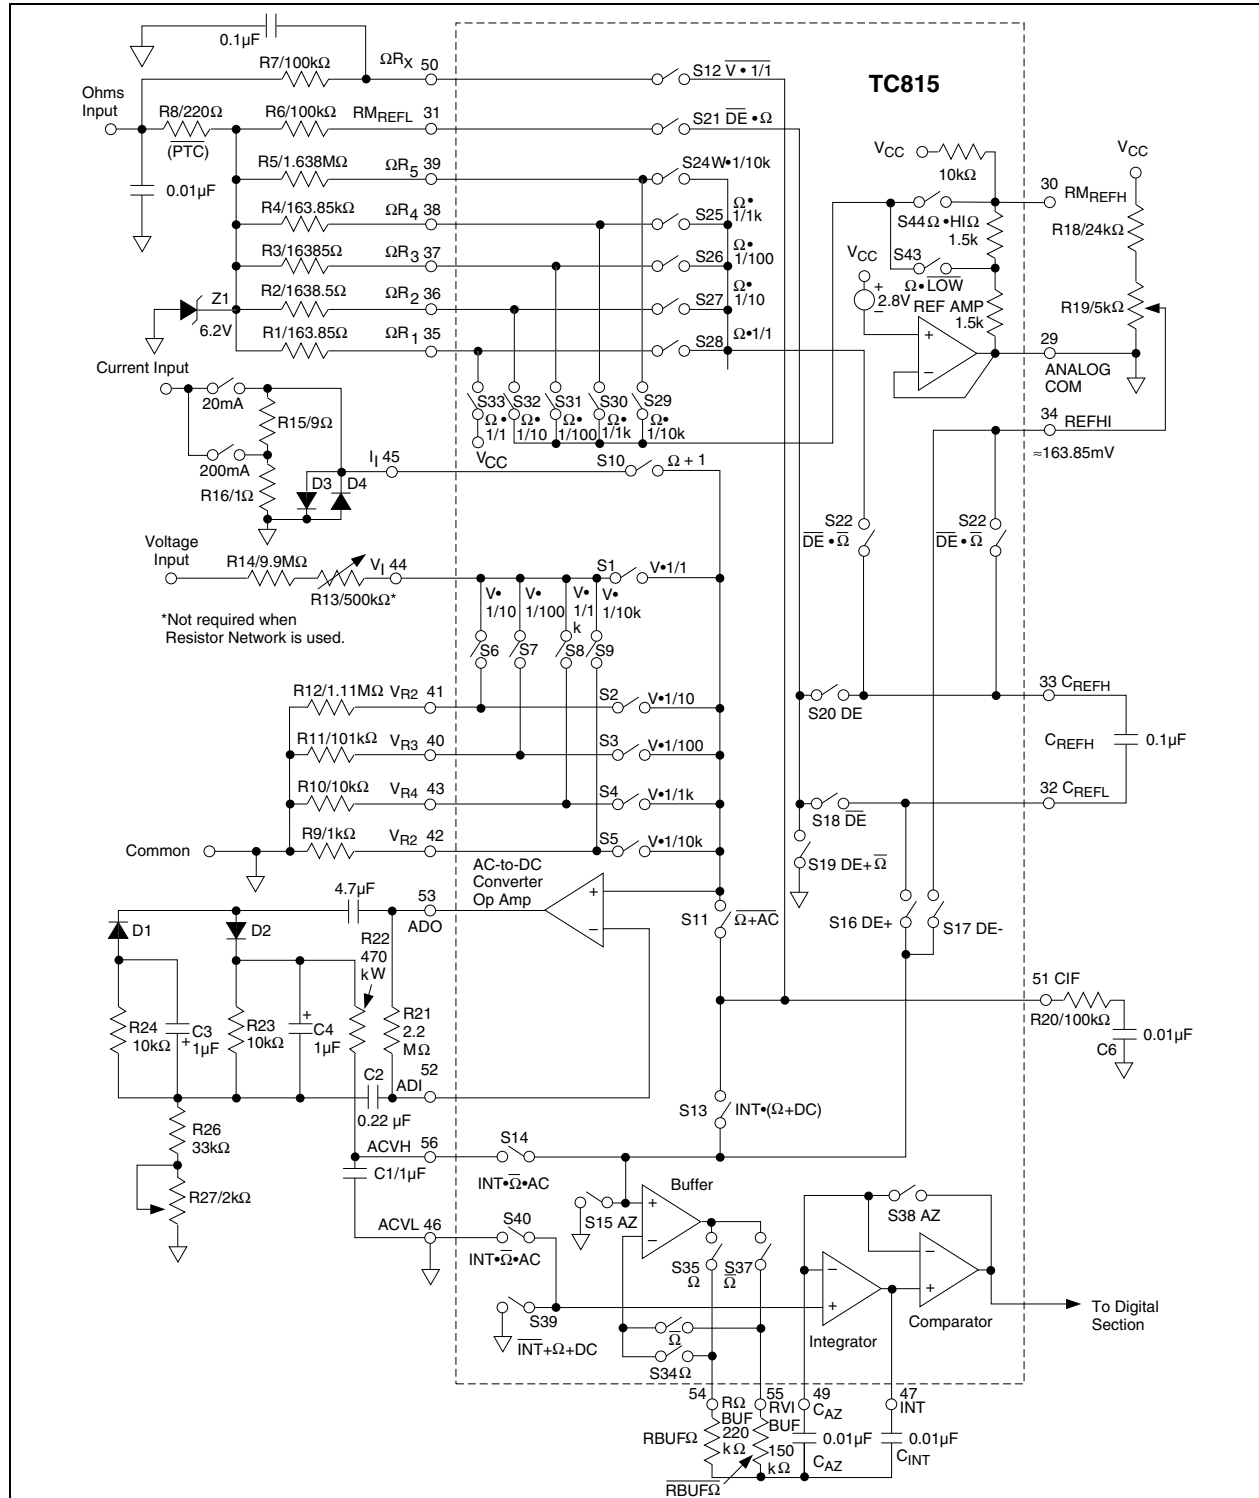 0.1µF
R7/100kΩ
ΩRX 50
S12 V • 1/1
TC815
Ohms
Input
R8/220Ω
(PTC)
R6/100kΩ
RMREFL 31
S21 DE • Ω
0.01µF
R5/1.638MΩ
ΩR5 39
S24W•1/10k
R4/163.85kΩ
ΩR4 38
S25
Ω•
1/1k
R3/16385Ω
ΩR3 37
S26
Ω•
1/100
R2/1638.5Ω
ΩR2 36
S27
Ω•
1/10
Z1
6.2V
R1/163.85Ω
ΩR1 35
S28
Ω•1/1
VCC
10kΩ
30
RMREFH
S44Ω•HIΩ
1.5k
S43
Ω•LOW
VCC
+
2.8V
–
REF AMP
1.5k
+
–
29
ANALOG
COM
VCC
R18/24kΩ
R19/5kΩ
34
REFHI
≈163.85mV
Current Input
20mA
R15/9Ω
200mA
R16/1Ω
D3
D4
II 45
S33
Ω•
1/1
VCC
S32
Ω•
1/10
S31
Ω•
1/100
S30
Ω•
1/1k
S29
Ω•
1/10k
S10
Ω + 1
S22
DE•Ω
S22
DE•Ω
Voltage
Input
R14/9.9MΩ
R13/500kΩ*
VI 44
S1
V•1/1
*Not required when
Resistor Network is used.
V•
1/10
V•
1/100
V•
1/1
k
V•
1/10k
S6
S7
S8
S9
R12/1.11MΩ
VR2 41
S2
V•1/10
R11/101kΩ
VR3 40
S3
V•1/100
R10/10kΩ
VR4 43
S4
V•1/1k
Common
R9/1kΩ
VR2 42
S5
V•1/10k
S20 DE
33 CREFH
CREFH
0.1µF
S18 DE
32 CREFL
S19 DE+Ω
S16 DE+
S17 DE-
AC-to-DC
Converter
Op Amp
+
–
4.7µF
53
ADO
D1
D2
R22
470
kW
R24
10kΩ
C3
+
1µF
R23
10kΩ
+
C4
1µF
R21
2.2
MΩ
C2
0.22 µF
52
ADI
S11
Ω+AC
51 CIF
R20/100kΩ
0.01µF
C6
R26
33kΩ
R27/2kΩ
ACVH 56
S14
INT•Ω•AC
S13
INT•(Ω+DC)
C1/1µF
ACVL 46
S40
INT•Ω•AC
S15 AZ
Buffer
+
–
S39
INT+Ω+DC
S35
Ω
S37
Ω
Ω
S34Ω
S38 AZ
–
+
Integrator
–
+
Comparator
To Digital
Section
54
RΩ
BUF
220
kΩ
RBUFΩ
55
RVI
BUF
150
kΩ
RBUFΩ
49
CAZ
0.01µF
CAZ
47
INT
0.01µF
CINT